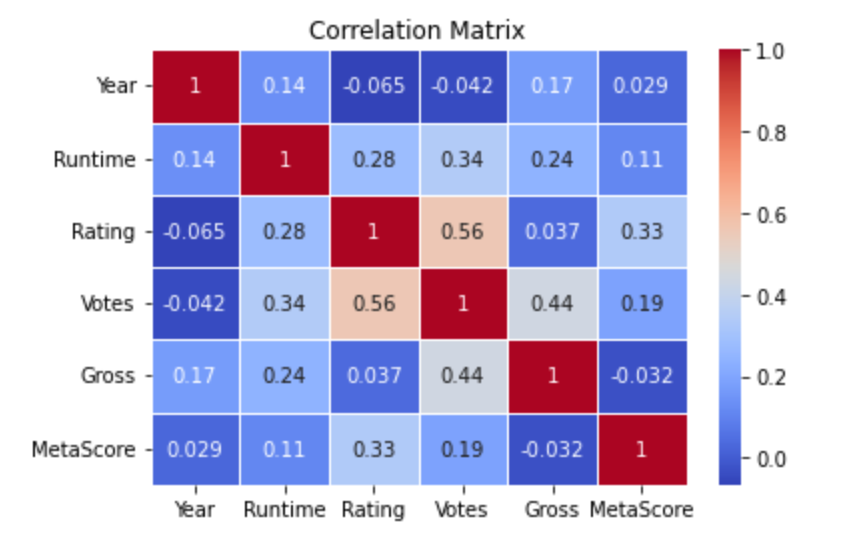 Correlation Matrix
Year 1 0.14 -0.065 -0.042 0.17 0.029
Runtime 0.14 1 0.28 0.34 0.24 0.11
Rating -0.065 0.28 1 0.56 0.037 0.33
Votes -0.042 0.34 0.56 1 0.44 0.19
Gross 0.17 0.24 0.037 0.44 1 -0.032
MetaScore 0.029 0.11 0.33 0.19 -0.032 1
Year Runtime Rating Votes Gross MetaScore
1.0
0.8
0.6
0.4
0.2
0.0